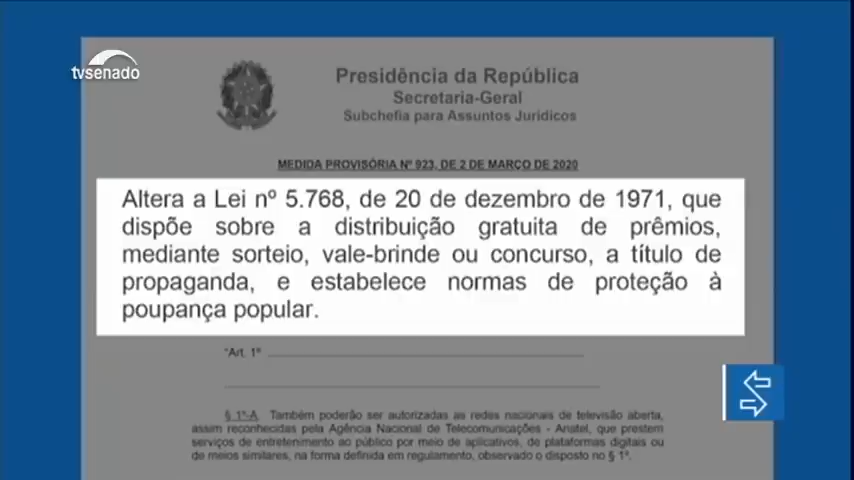 tvsenado
Presidência da República
Secretaria-Geral
Subchefia para Assuntos Jurídicos
MEDIDA PROVISÓRIA Nº 923, DE 2 DE MARÇO DE 2020
Altera a Lei nº 5.768, de 20 de dezembro de 1971, que
dispõe sobre a distribuição gratuita de prêmios,
mediante sorteio, vale-brinde ou concurso, a título de
propaganda, e estabelece normas de proteção à
poupança popular.
"Art. 1º
§ 1º-A. Também poderão ser autorizadas as redes nacionais de televisão aberta,
assim reconhecidas pela Agência Nacional de Telecomunicações - Anatel, que prestem
serviços de entretenimento ao público por meio de aplicativos, de plataformas digitais ou
de meios similares, na forma definida em regulamento, observado o disposto no § 1º.